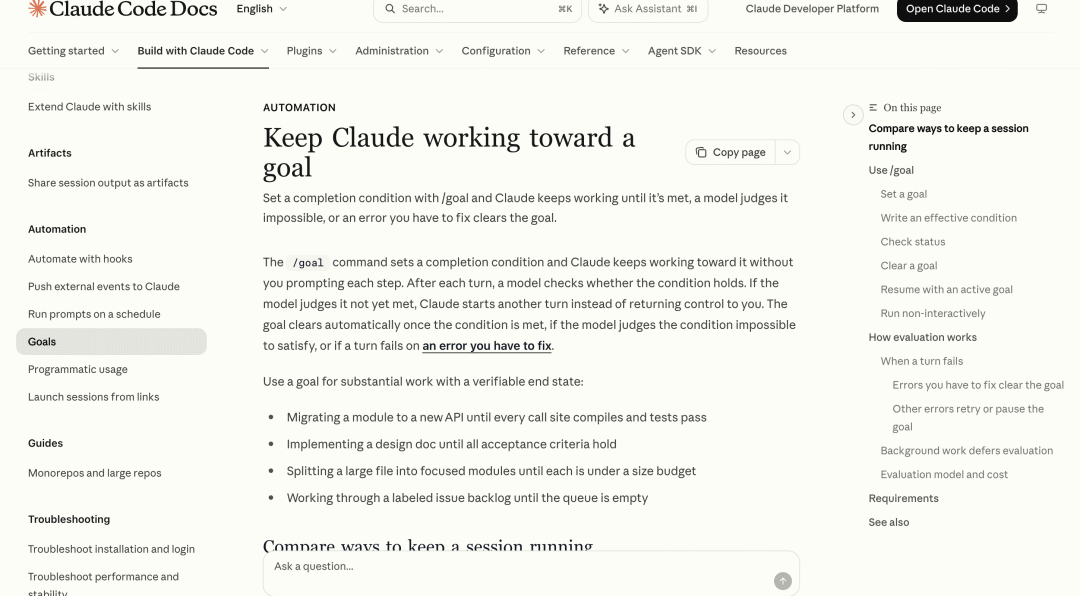 Claude Code Docs
English
Search...
⌘K
Ask Assistant ⌘I
Claude Developer Platform
Open Claude Code
Getting started
Build with Claude Code
Plugins
Administration
Configuration
Reference
Agent SDK
Resources
Skills
Extend Claude with skills
Artifacts
Share session output as artifacts
Automation
Automate with hooks
Push external events to Claude
Run prompts on a schedule
Goals
Programmatic usage
Launch sessions from links
Guides
Monorepos and large repos
Troubleshooting
Troubleshoot installation and login
Troubleshoot performance and
stability
AUTOMATION
Keep Claude working toward a
goal
Copy page
Set a completion condition with /goal and Claude keeps working until it's met, a model judges it
impossible, or an error you have to fix clears the goal.
The /goal command sets a completion condition and Claude keeps working toward it without
you prompting each step. After each turn, a model checks whether the condition holds. If the
model judges it not yet met, Claude starts another turn instead of returning control to you. The
goal clears automatically once the condition is met, if the model judges the condition impossible
to satisfy, or if a turn fails on an error you have to fix.
Use a goal for substantial work with a verifiable end state:
• Migrating a module to a new API until every call site compiles and tests pass
• Implementing a design doc until all acceptance criteria hold
• Splitting a large file into focused modules until each is under a size budget
• Working through a labeled issue backlog until the queue is empty
Compare ways to keep a session running
Ask a question...
On this page
Compare ways to keep a session
running
Use /goal
Set a goal
Write an effective condition
Check status
Clear a goal
Resume with an active goal
Run non-interactively
How evaluation works
When a turn fails
Errors you have to fix clear the goal
Other errors retry or pause the
goal
Background work defers evaluation
Evaluation model and cost
Requirements
See also